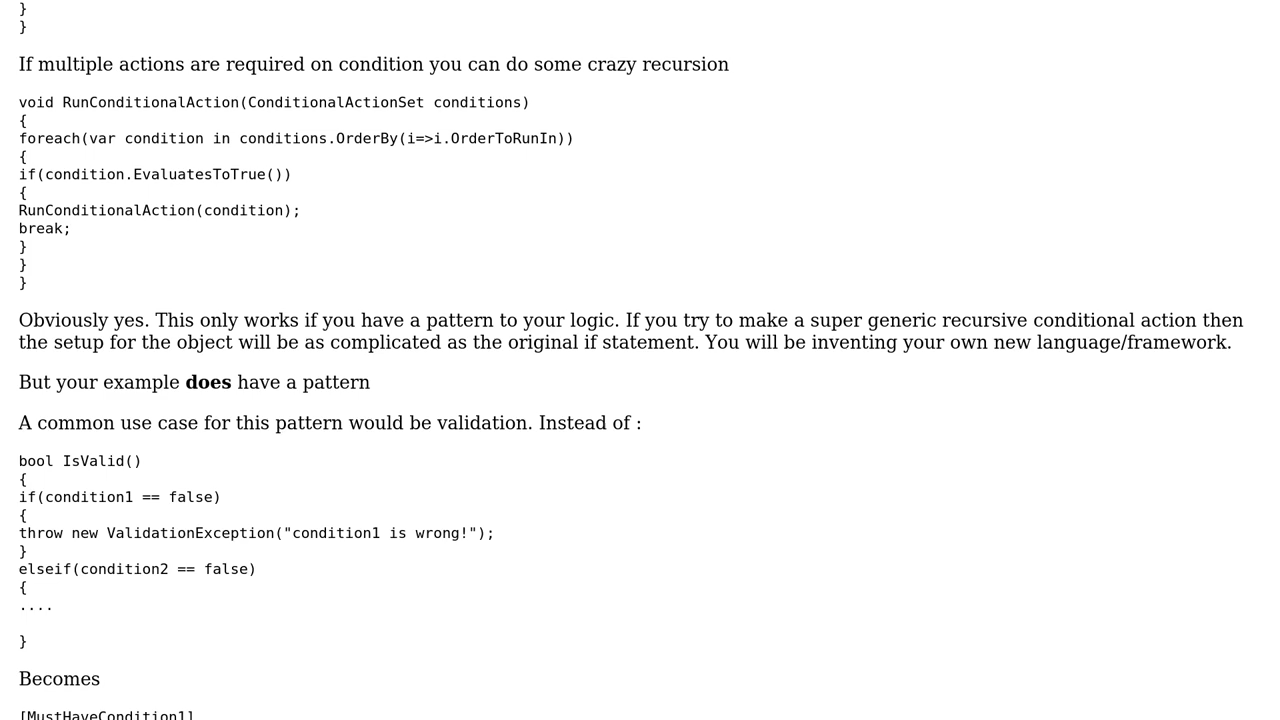 }
}
If multiple actions are required on condition you can do some crazy recursion
void RunConditionalAction(ConditionalActionSet conditions)
{
foreach(var condition in conditions.OrderBy(i=>i.OrderToRunIn))
{
if(condition.EvaluatesToTrue())
{
RunConditionalAction(condition);
break;
}
}
}
Obviously yes. This only works if you have a pattern to your logic. If you try to make a super generic recursive conditional action then
the setup for the object will be as complicated as the original if statement. You will be inventing your own new language/framework.
But your example does have a pattern
A common use case for this pattern would be validation. Instead of :
bool IsValid()
{
if(condition1 == false)
{
throw new ValidationException("condition1 is wrong!");
}
elseif(condition2 == false)
{
....
}
Becomes
[MustHaveCondition1]